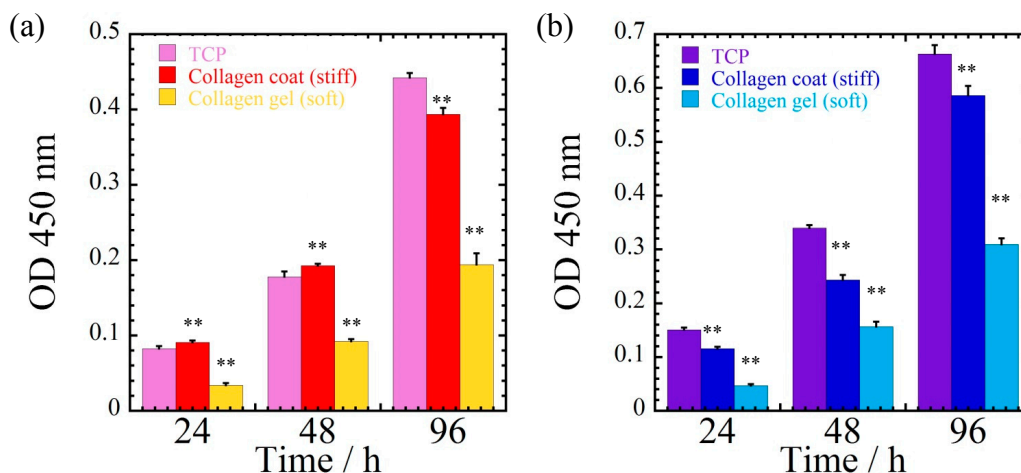 (a)
OD 450 nm
0.5
0.4
0.3
0.2
0.1
0
TCP
Collagen coat (stiff)
Collagen gel (soft)
**
**
**
**
**
**
24 48 96
Time / h
(b)
OD 450 nm
0.7
0.6
0.5
0.4
0.3
0.2
0.1
0
TCP
Collagen coat (stiff)
Collagen gel (soft)
**
**
**
**
**
**
24 48 96
Time / h